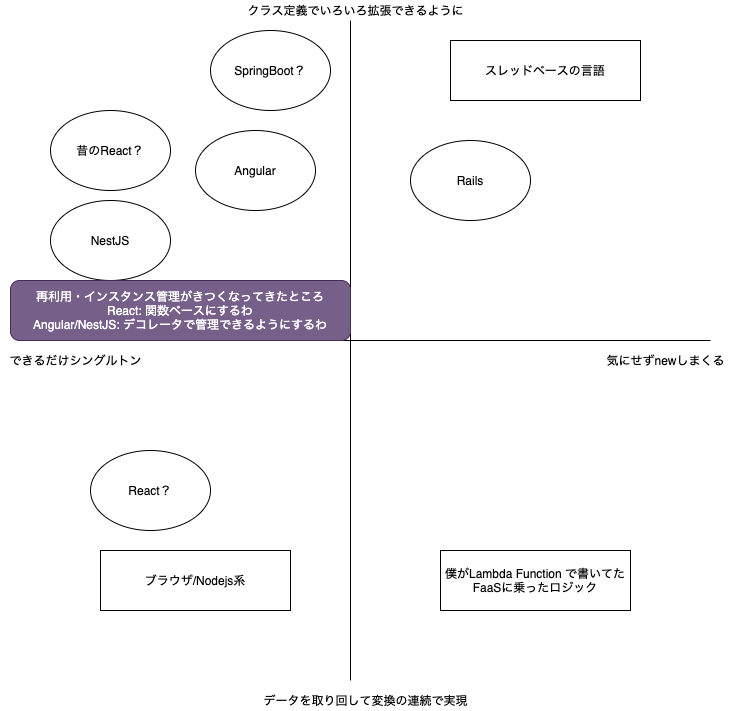 クラス定義でいろいろ拡張できるように
SpringBoot？
スレッドベースの言語
昔のReact？
Angular
Rails
NestJS
再利用・インスタンス管理がきつくなってきたところ
React: 関数ベースにするわ
Angular/NestJS: デコレータで管理できるようにするわ
できるだけシングルトン
気にせずnewしまくる
React？
ブラウザ/Nodejs系
僕がLambda Function で書いてた
FaaSに乗ったロジック
データを取り回して変換の連続で実現